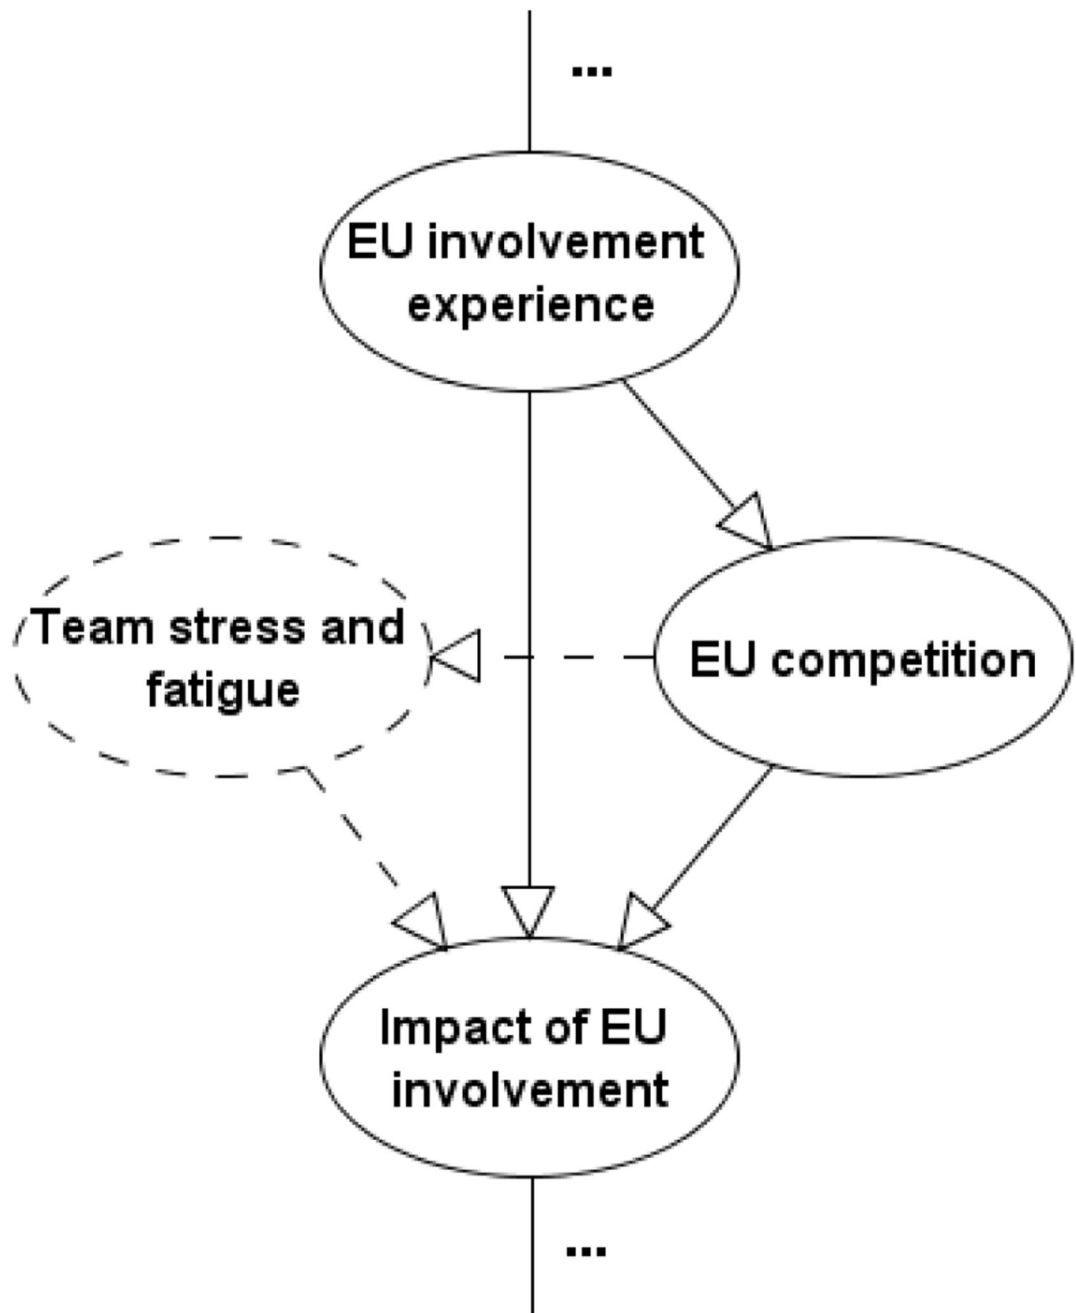 ...
EU involvement
experience
Team stress and
fatigue
EU competition
Impact of EU
involvement
...